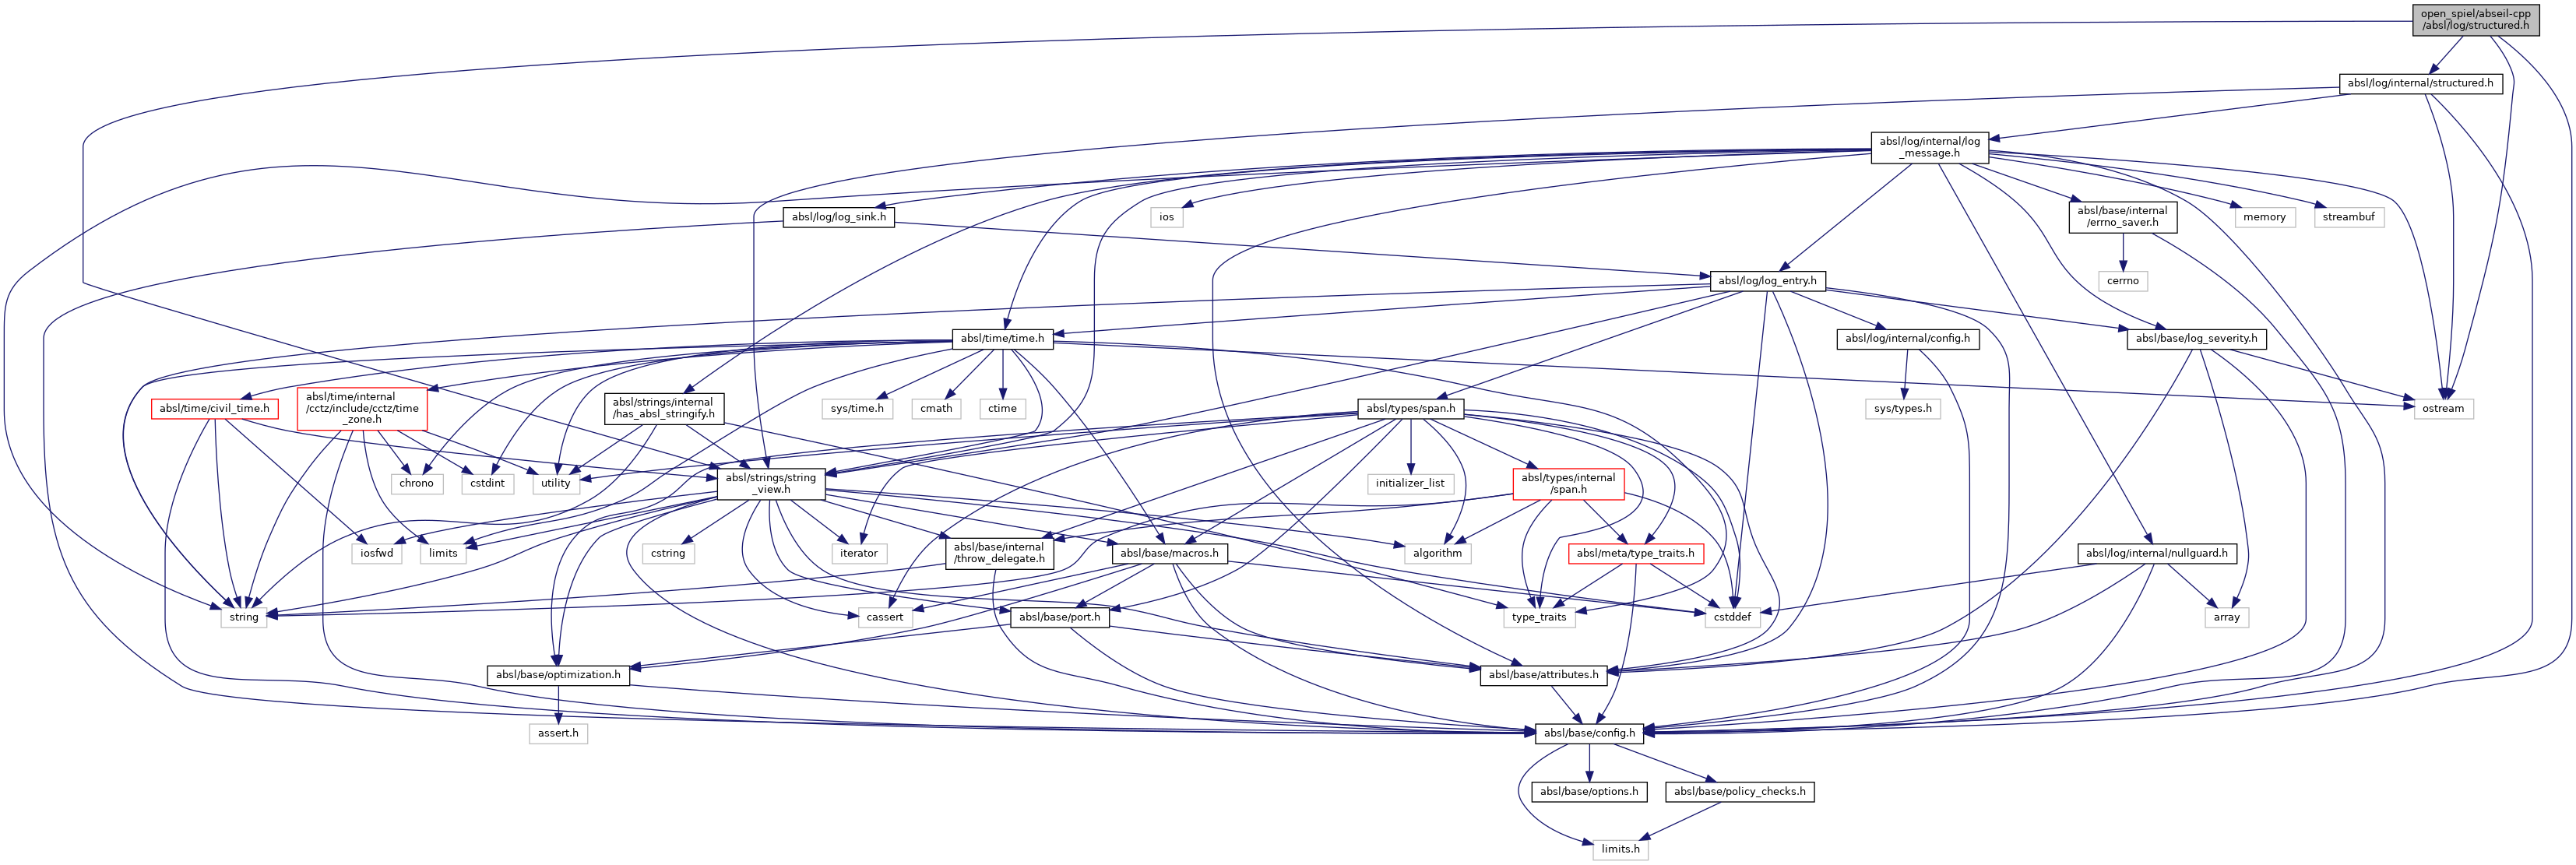 open_spiel/abseil-cpp
/absl/log/structured.h
absl/log/internal/structured.h
absl/log/internal/log
_message.h
absl/log/log_sink.h
ios
absl/base/internal
/errno_saver.h
memory
streambuf
absl/log/log_entry.h
cerrno
absl/time/time.h
absl/log/internal/config.h
absl/base/log_severity.h
absl/time/civil_time.h
absl/time/internal
/cctz/include/cctz/time
_zone.h
absl/strings/internal
/has_absl_stringify.h
sys/time.h
cmath
ctime
absl/types/span.h
sys/types.h
ostream
chrono
cstdint
utility
absl/strings/string
_view.h
initializer_list
absl/types/internal
/span.h
iosfwd
limits
cstring
iterator
absl/base/internal
/throw_delegate.h
absl/base/macros.h
algorithm
absl/meta/type_traits.h
absl/log/internal/nullguard.h
string
cassert
absl/base/port.h
type_traits
cstddef
array
absl/base/optimization.h
absl/base/attributes.h
assert.h
absl/base/config.h
absl/base/options.h
absl/base/policy_checks.h
limits.h